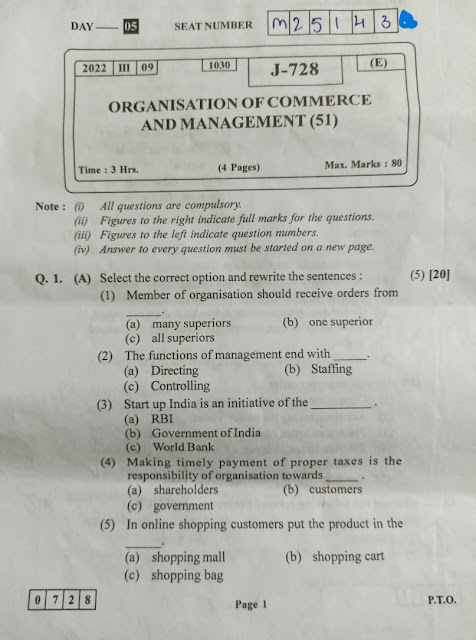 DAY — 05 SEAT NUMBER M 2 5 1 4 3
2022 III 09 1030 J-728 (E)
ORGANISATION OF COMMERCE
AND MANAGEMENT (51)
Time : 3 Hrs. (4 Pages) Max. Marks : 80
Note : (i) All questions are compulsory.
(ii) Figures to the right indicate full marks for the questions.
(iii) Figures to the left indicate question numbers.
(iv) Answer to every question must be started on a new page.
Q. 1. (A) Select the correct option and rewrite the sentences : (5) [20]
(1) Member of organisation should receive orders from
______.
(a) many superiors (b) one superior
(c) all superiors
(2) The functions of management end with _____.
(a) Directing (b) Staffing
(c) Controlling
(3) Start up India is an initiative of the _________ .
(a) RBI
(b) Government of India
(c) World Bank
(4) Making timely payment of proper taxes is the
responsibility of organisation towards _____ .
(a) shareholders (b) customers
(c) government
(5) In online shopping customers put the product in the
______.
(a) shopping mall (b) shopping cart
(c) shopping bag
0 7 2 8 Page 1 P.T.O.